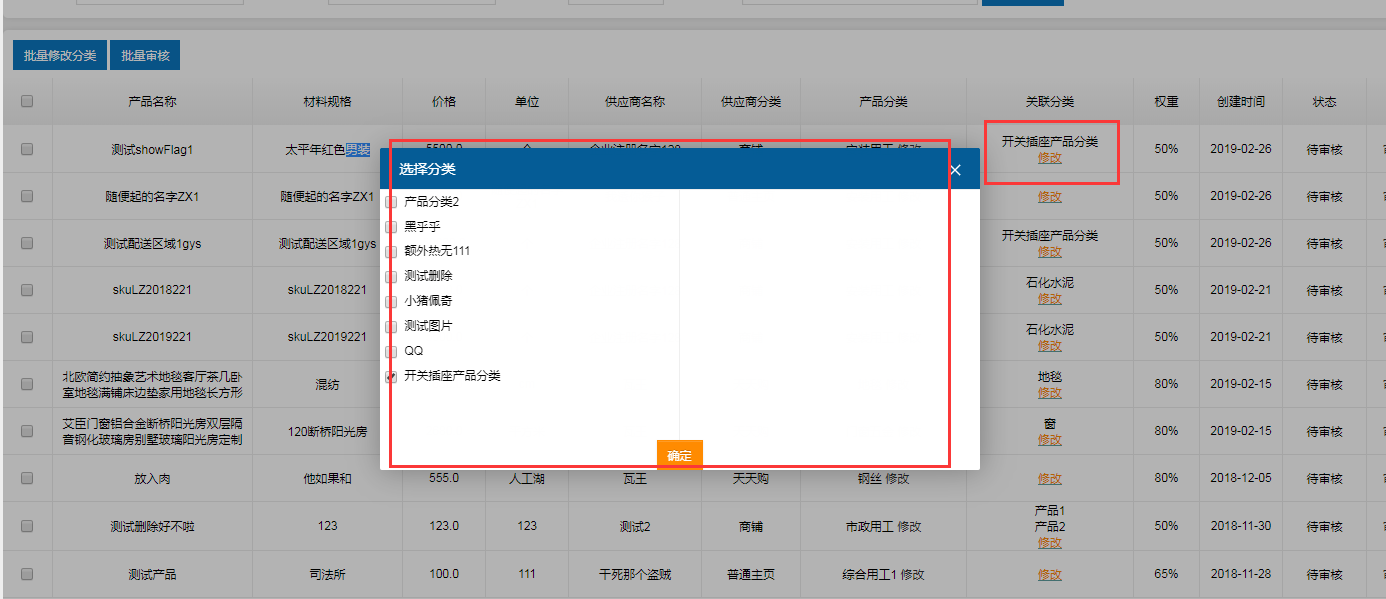 批量修改分类 批量审核
产品名称 材料规格 价格 单位 供应商名称 供应商分类 产品分类 关联分类 权重 创建时间 状态
测试showFlag1 太平年红色男装 开关插座产品分类 50% 2019-02-26 待审核
修改
选择分类
随便起的名字ZX1 随便起的名字ZX1 修改 50% 2019-02-26 待审核
产品分类2
黑乎乎
测试配送区域1gys 测试配送区域1gys 开关插座产品分类 50% 2019-02-26 待审核
修改
额外热无111
测试删除
skuLZ2018221 skuLZ2018221 石化水泥 50% 2019-02-21 待审核
修改
小猪佩奇
测试图片
skuLZ2019221 skuLZ2019221 石化水泥 50% 2019-02-21 待审核
修改
QQ
开关插座产品分类
北欧简约抽象艺术地毯客厅茶几卧
室地毯满铺床边垫家用地毯长方形 混纺 地毯 80% 2019-02-15 待审核
修改
艾臣门窗铝合金断桥阳光房双层隔
音钢化玻璃房别墅玻璃阳光房定制 120断桥阳光房 窗 80% 2019-02-15 待审核
修改
确定
放入肉 他如果和 555.0 人工湖 瓦王 天天购 钢丝 修改 修改 80% 2018-12-05 待审核
测试删除好不啦 123 123.0 123 测试2 商铺 市政用工 修改 产品1
产品2
修改 50% 2018-11-30 待审核
测试产品 司法所 100.0 111 干死那个盗贼 普通主页 综合用工1 修改 修改 65% 2018-11-28 待审核